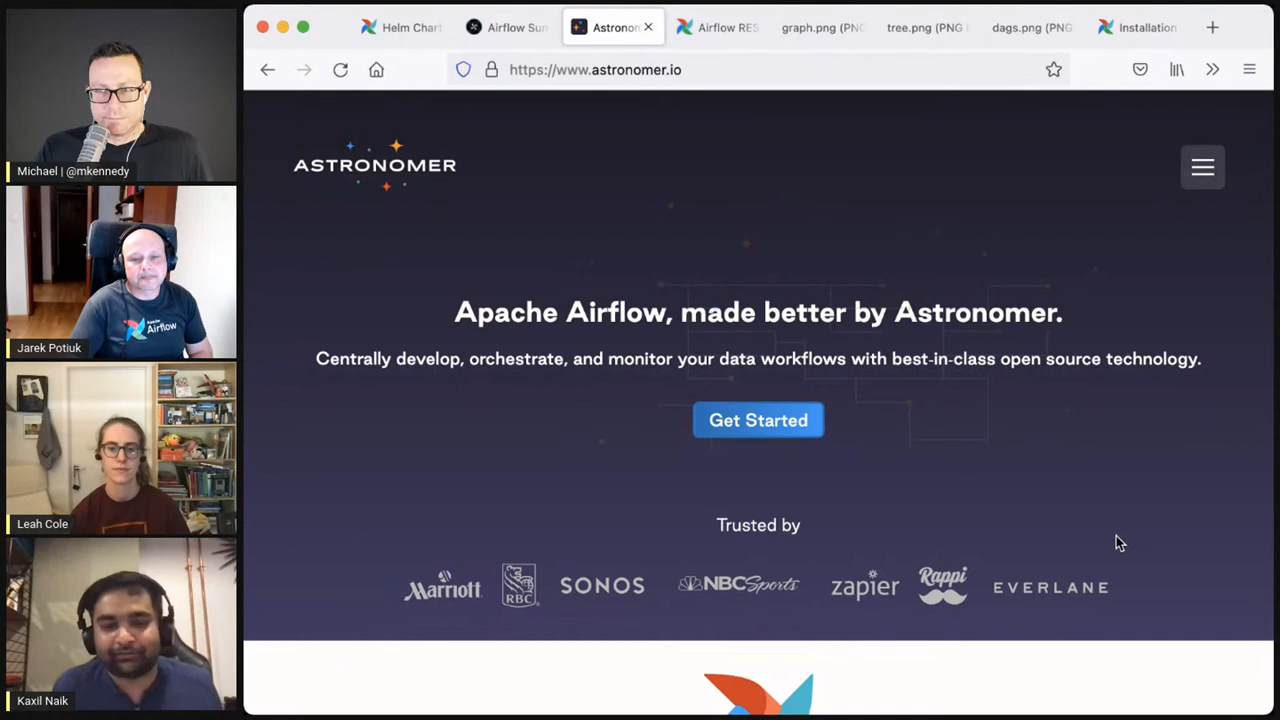 Michael | @mkennedy
Apache
Airflow
Jarek Potiuk
Leah Cole
Kaxil Naik
Helm Chart
Airflow Sun
Astronom
Airflow RES
graph.png (PNG
tree.png (PNG
dags.png (PNG
Installation
https://www.astronomer.io
ASTRONOMER
Apache Airflow, made better by Astronomer.
Centrally develop, orchestrate, and monitor your data workflows with best-in-class open source technology.
Get Started
Trusted by
Marriott RBC SONOS NBC Sports zapier Rappi EVERLANE